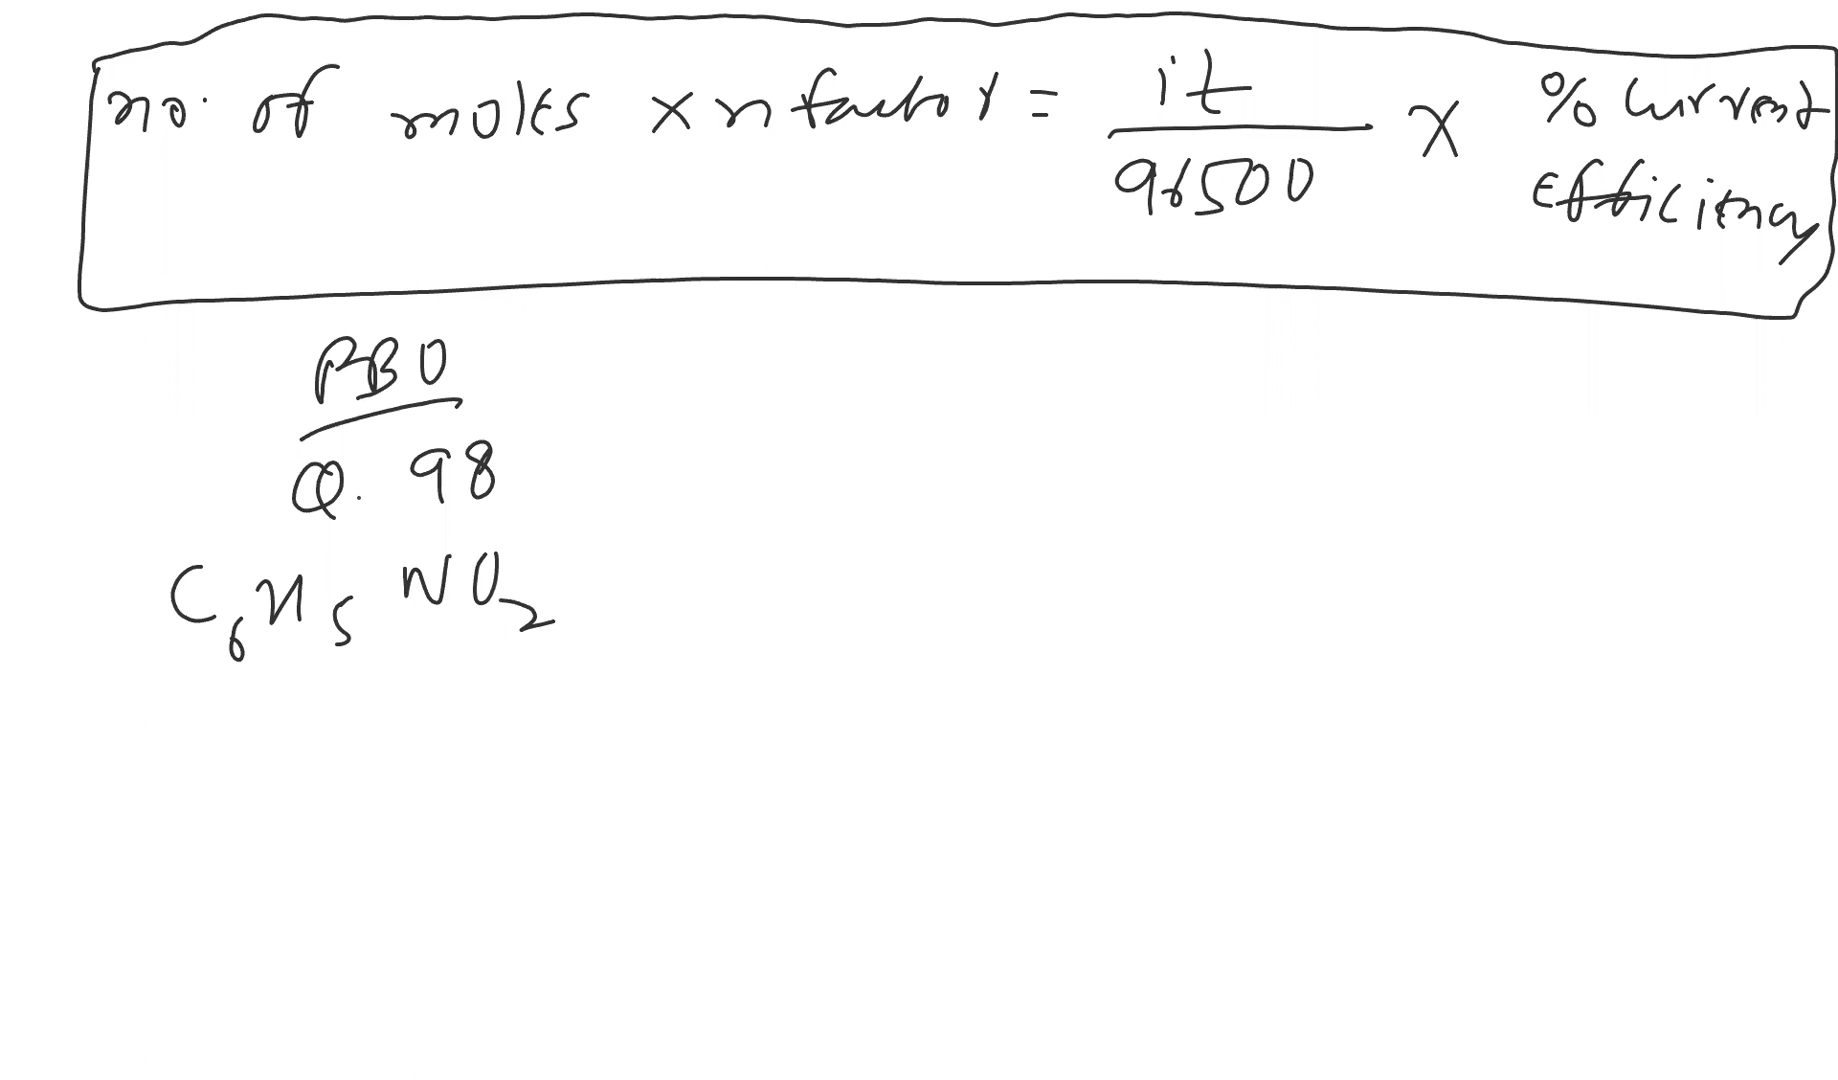 no. of moles x n factor = it / 96500 x % Current Efficiency
PBO
Q. 98
C6H5NO2